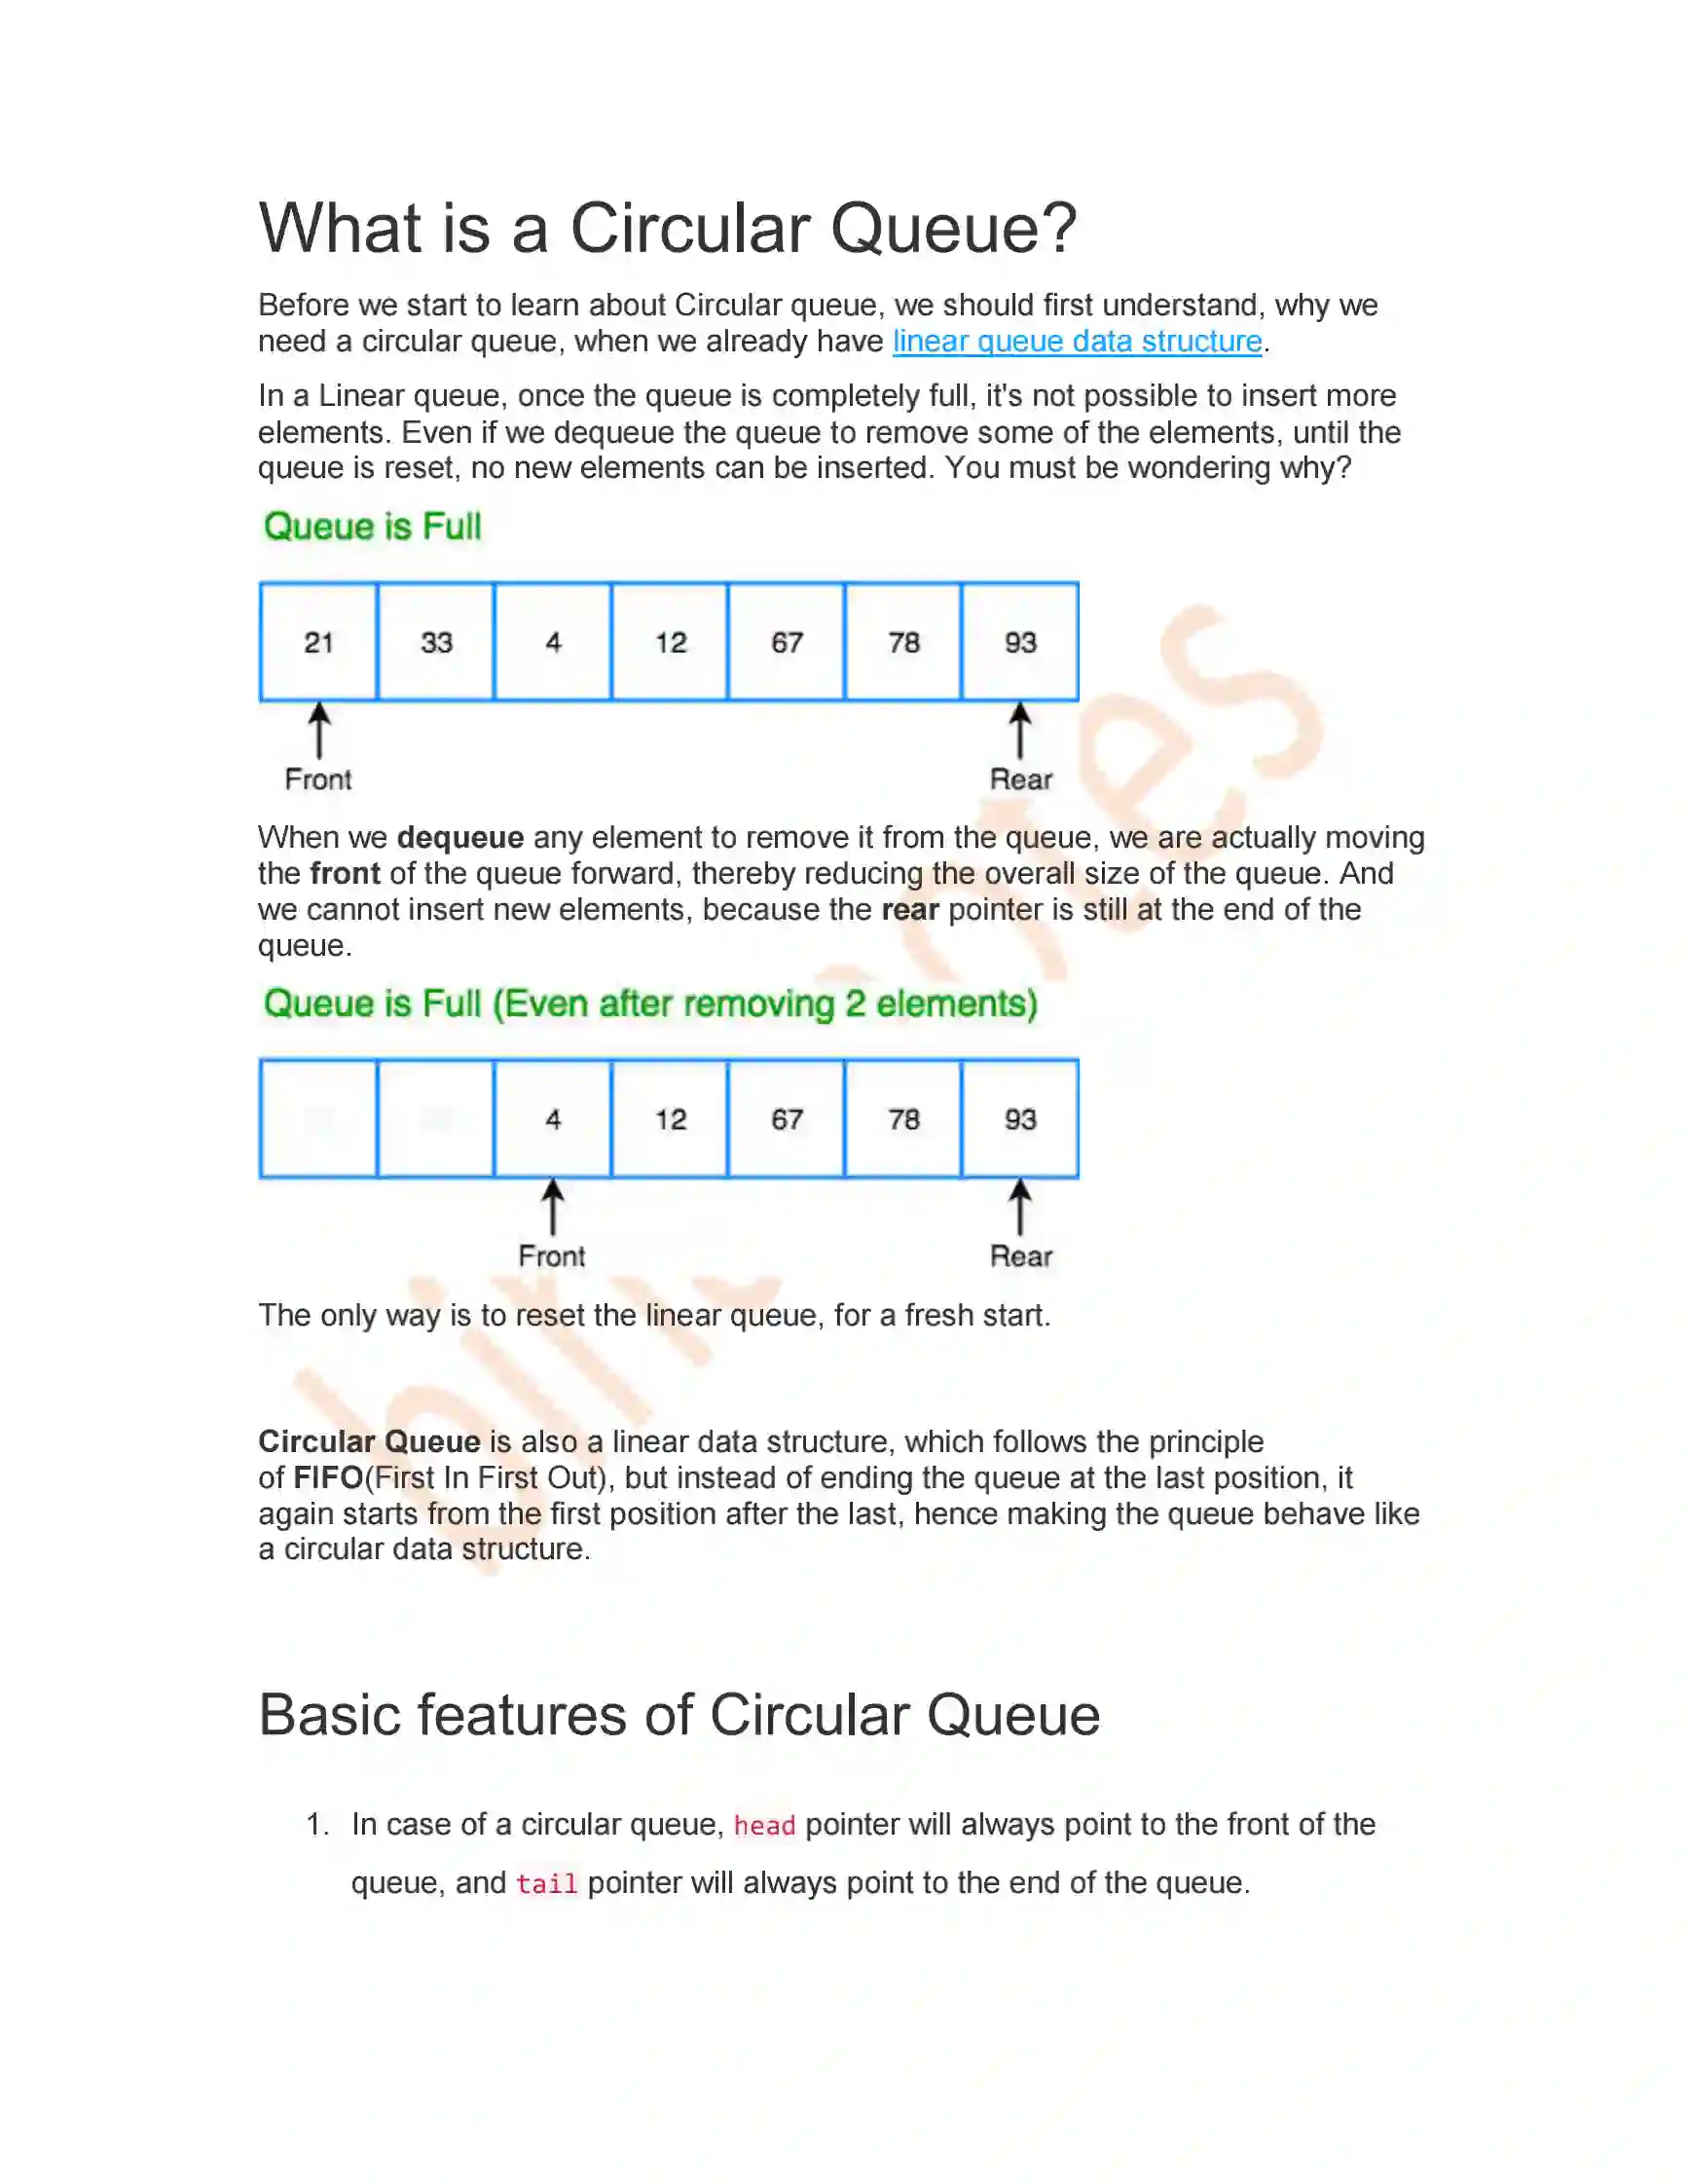 What is a Circular Queue?
Before we start to learn about Circular queue, we should first understand, why we
need a circular queue, when we already have linear queue data structure.
In a Linear queue, once the queue is completely full, it's not possible to insert more
elements. Even if we dequeue the queue to remove some of the elements, until the
queue is reset, no new elements can be inserted. You must be wondering why?
Queue is Full
21 33 4 12 67 78 93
Front Rear
When we dequeue any element to remove it from the queue, we are actually moving
the front of the queue forward, thereby reducing the overall size of the queue. And
we cannot insert new elements, because the rear pointer is still at the end of the
queue.
Queue is Full (Even after removing 2 elements)
4 12 67 78 93
Front Rear
The only way is to reset the linear queue, for a fresh start.
Circular Queue is also a linear data structure, which follows the principle
of FIFO(First In First Out), but instead of ending the queue at the last position, it
again starts from the first position after the last, hence making the queue behave like
a circular data structure.
Basic features of Circular Queue
1. In case of a circular queue, head pointer will always point to the front of the
queue, and tail pointer will always point to the end of the queue.